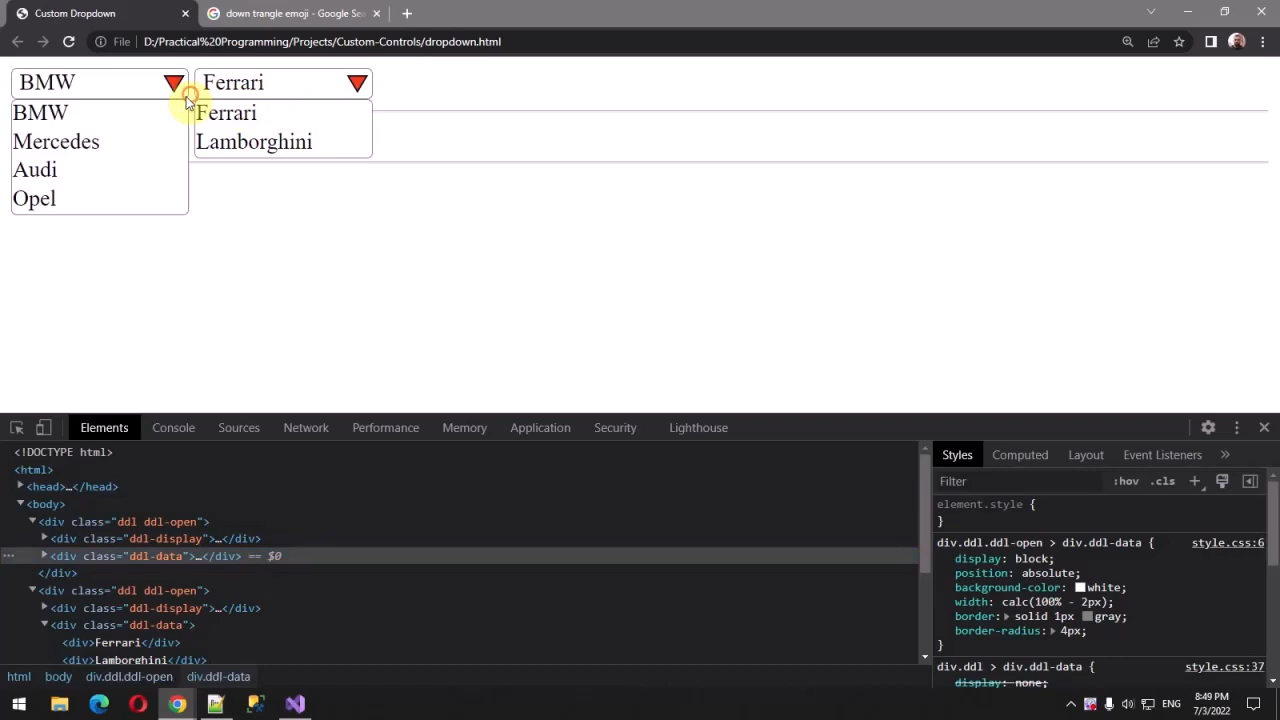 Custom Dropdown
down trangle emoji - Google Sea
File D:/Practical%20Programming/Projects/Custom-Controls/dropdown.html
BMW Ferrari
BMW
Mercedes
Audi
Opel
Ferrari
Lamborghini
Elements Console Sources Network Performance Memory Application Security Lighthouse
<!DOCTYPE html>
<html>
<head>…</head>
<body>
<div class="ddl ddl-open">
<div class="ddl-display">…</div>
<div class="ddl-data">…</div> == $0
</div>
<div class="ddl ddl-open">
<div class="ddl-display">…</div>
<div class="ddl-data">
<div>Ferrari</div>
<div>Lamborghini</div>
html body div.ddl.ddl-open div.ddl-data
Styles Computed Layout Event Listeners »
Filter :hov .cls +
element.style {
}
div.ddl.ddl-open > div.ddl-data { style.css:6
display: block;
position: absolute;
background-color: white;
width: calc(100% - 2px);
border: solid 1px gray;
border-radius: 4px;
}
div.ddl > div.ddl-data { style.css:37
display: none;
ENG
8:49 PM
7/3/2022